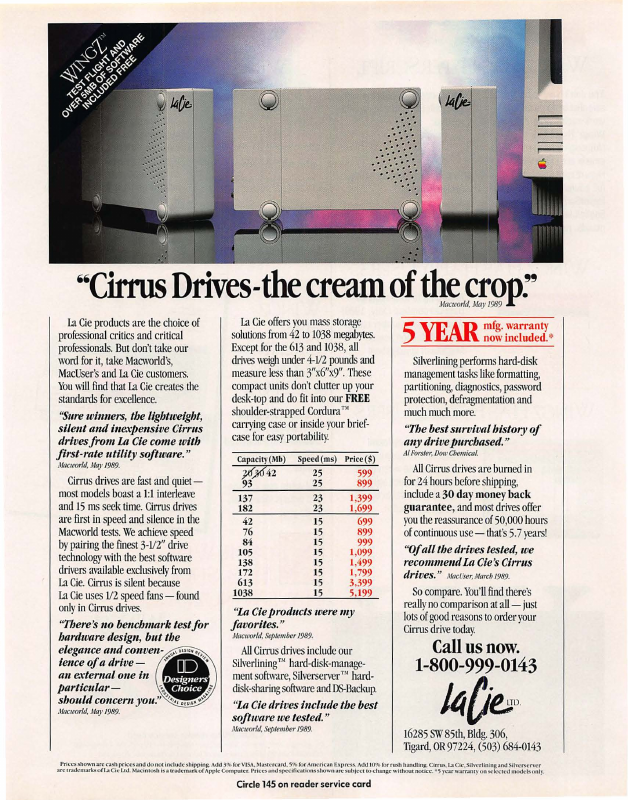 WINGZ™
TEST FLIGHT AND
OVER 5MB OF SOFTWARE
INCLUDED FREE
LaCie
LaCie
"Cirrus Drives-the cream of the crop."
Macworld, May 1989
La Cie products are the choice of
professional critics and critical
professionals. But don't take our
word for it, take Macworld's,
MacUser's and La Cie customers.
You will find that La Cie creates the
standards for excellence.
"Sure winners, the lightweight,
silent and inexpensive Cirrus
drives from La Cie come with
first-rate utility software."
Macworld, May 1989.
Cirrus drives are fast and quiet —
most models boast a 1:1 interleave
and 15 ms seek time. Cirrus drives
are first in speed and silence in the
Macworld tests. We achieve speed
by pairing the finest 3-1/2" drive
technology with the best software
drivers available exclusively from
La Cie. Cirrus is silent because
La Cie uses 1/2 speed fans — found
only in Cirrus drives.
"There's no benchmark test for
hardware design, but the
elegance and conven-
ience of a drive —
an external one in
particular —
should concern you."
Macworld, May 1989.
ANNUAL DESIGN REVIEW
Designers'
Choice
INDUSTRIAL DESIGN MAGAZINE
La Cie offers you mass storage
solutions from 42 to 1038 megabytes.
Except for the 613 and 1038, all
drives weigh under 4-1/2 pounds and
measure less than 3"x6"x9". These
compact units don't clutter up your
desk-top and do fit into our FREE
shoulder-strapped Cordura™
carrying case or inside your brief-
case for easy portability.
Capacity (Mb) Speed (ms) Price ($)
20 30 42 25 599
93 25 899
137 23 1,399
182 23 1,699
42 15 699
76 15 899
84 15 999
105 15 1,099
138 15 1,499
172 15 1,799
613 15 3,399
1038 15 5,199
"La Cie products were my
favorites."
Macworld, September 1989.
All Cirrus drives include our
Silverlining™ hard-disk-manage-
ment software, Silverserver™ hard-
disk-sharing software and DS-Backup.
"La Cie drives include the best
software we tested."
Macworld, September 1989.
5 YEAR mfg. warranty
now included.*
Silverlining performs hard-disk
management tasks like formatting,
partitioning, diagnostics, password
protection, defragmentation and
much much more.
"The best survival history of
any drive purchased."
Al Forster, Dow Chemical.
All Cirrus drives are burned in
for 24 hours before shipping,
include a 30 day money back
guarantee, and most drives offer
you the reassurance of 50,000 hours
of continuous use — that's 5.7 years!
"Of all the drives tested, we
recommend La Cie's Cirrus
drives." MacUser, March 1989.
So compare. You'll find there's
really no comparison at all — just
lots of good reasons to order your
Cirrus drive today.
Call us now.
1-800-999-0143
LaCie LTD.
16285 SW 85th, Bldg. 306,
Tigard, OR 97224, (503) 684-0143
Prices shown are cash prices and do not include shipping. Add 3% for VISA, Mastercard, 5% for American Express. Add 10% for rush handling. Cirrus, La Cie, Silverlining and Silverserver
are trademarks of La Cie Ltd. Macintosh is a trademark of Apple Computer. Prices and specifications shown are subject to change without notice. *5 year warranty on selected models only.
Circle 145 on reader service card